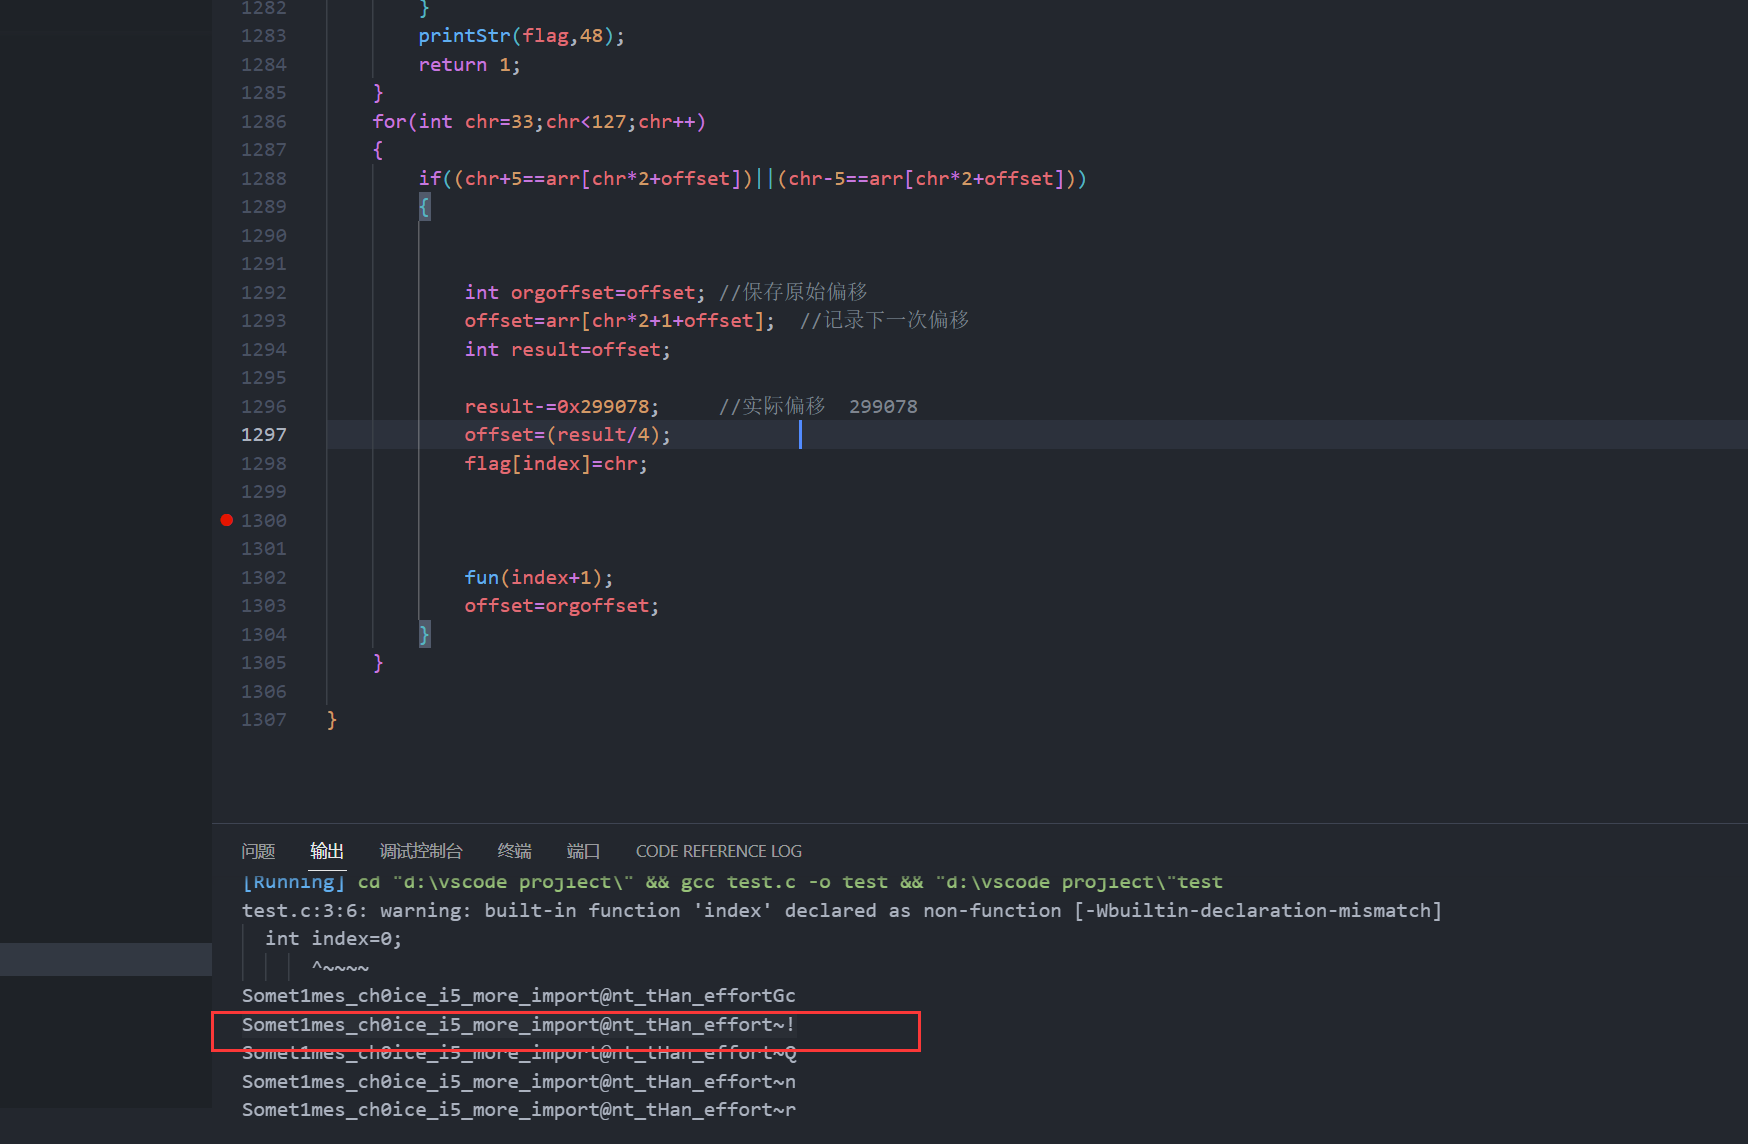 1282 }
1283 printStr(flag,48);
1284 return 1;
1285 }
1286 for(int chr=33;chr<127;chr++)
1287 {
1288 if((chr+5==arr[chr*2+offset])||(chr-5==arr[chr*2+offset]))
1289 {
1290
1291
1292 int orgoffset=offset; //保存原始偏移
1293 offset=arr[chr*2+1+offset]; //记录下一次偏移
1294 int result=offset;
1295
1296 result-=0x299078; //实际偏移 299078
1297 offset=(result/4);
1298 flag[index]=chr;
1299
1300
1301
1302 fun(index+1);
1303 offset=orgoffset;
1304 }
1305 }
1306
1307 }
问题 输出 调试控制台 终端 端口 CODE REFERENCE LOG
[Running] cd "d:\vscode projiect\" && gcc test.c -o test && "d:\vscode projiect\"test
test.c:3:6: warning: built-in function 'index' declared as non-function [-Wbuiltin-declaration-mismatch]
int index=0;
^~~~~
Somet1mes_ch0ice_i5_more_import@nt_tHan_effortGc
Somet1mes_ch0ice_i5_more_import@nt_tHan_effort~!
Somet1mes_ch0ice_i5_more_import@nt_tHan_effort~Q
Somet1mes_ch0ice_i5_more_import@nt_tHan_effort~n
Somet1mes_ch0ice_i5_more_import@nt_tHan_effort~r